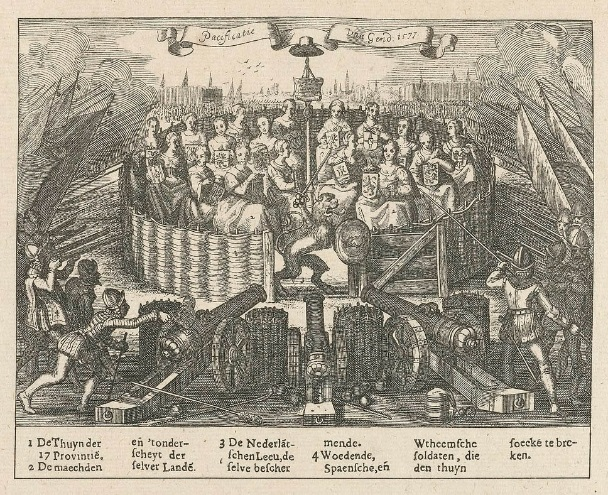 Pacificatie van Gend. 1577.
1 De Thuyn der
17 Provintiē.
2 De maechden
en̄ 'tonder-
scheyt der
selver Landē.
3 De Nederlāt-
schen Leeu, de
selve bescher
mende.
4 Woedende,
Spaensche, en̄
Wtheemsche
soldaten, die
den thuyn
soecke te bre-
ken.